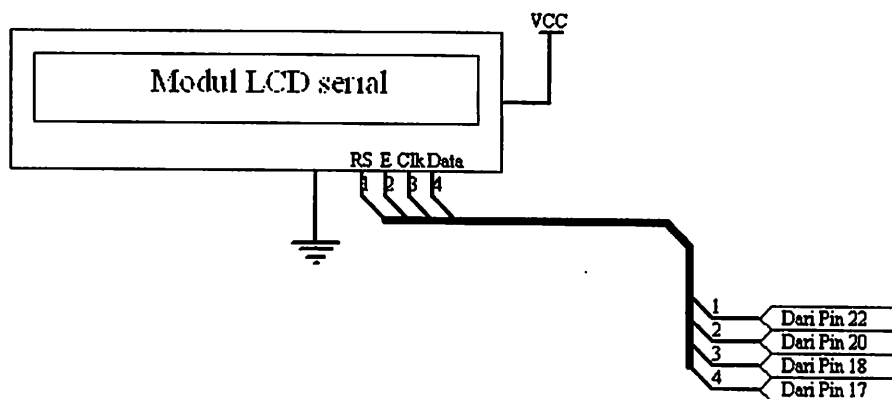 VCC
Modul LCD serial
RS E Clk Data
1 2 3 4
1 Dari Pin 22
2 Dari Pin 20
3 Dari Pin 18
4 Dari Pin 17